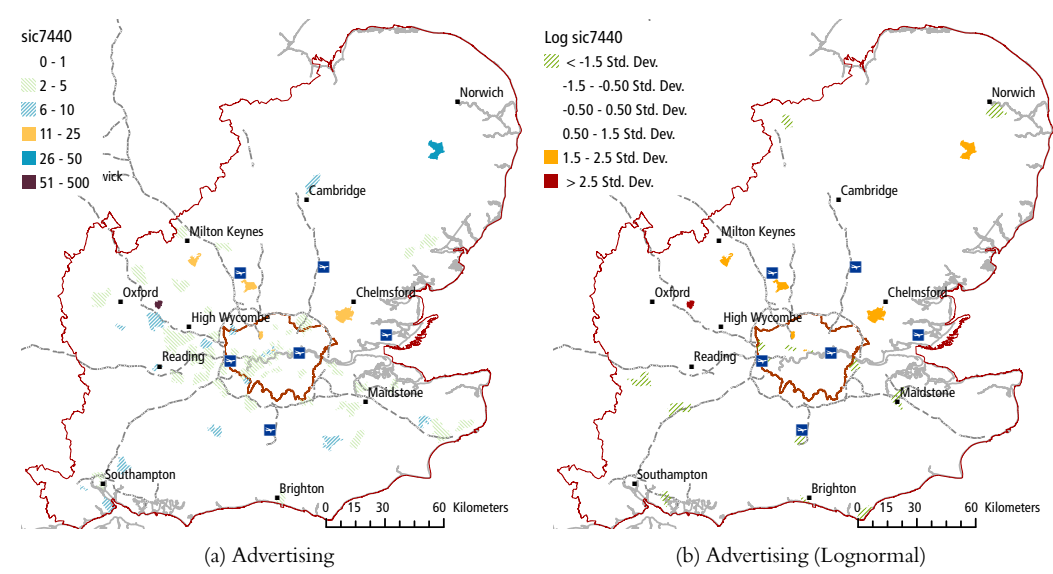 sic7440
0 - 1
2 - 5
6 - 10
11 - 25
26 - 50
51 - 500
vick
Norwich
Cambridge
Milton Keynes
Oxford
Chelmsford
High Wycombe
Reading
Maidstone
Southampton
Brighton
0 15 30 60 Kilometers
(a) Advertising
Log sic7440
< -1.5 Std. Dev.
-1.5 - -0.50 Std. Dev.
-0.50 - 0.50 Std. Dev.
0.50 - 1.5 Std. Dev.
1.5 - 2.5 Std. Dev.
> 2.5 Std. Dev.
Norwich
Cambridge
Milton Keynes
Oxford
Chelmsford
High Wycombe
Reading
Maidstone
Southampton
Brighton
0 15 30 60 Kilometers
(b) Advertising (Lognormal)